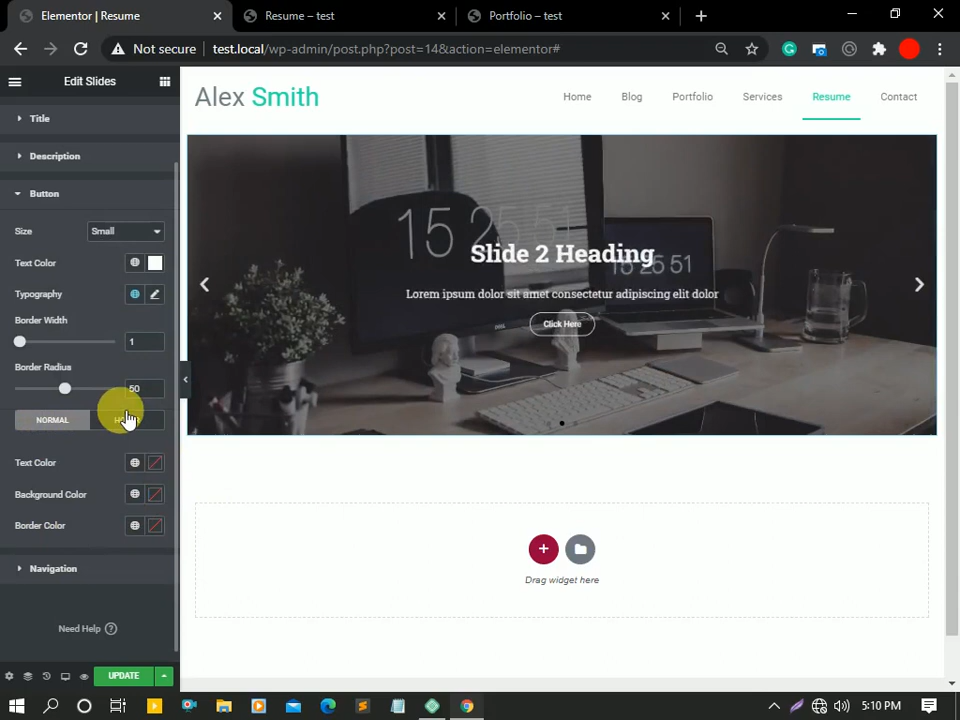 Elementor | Resume
Resume – test
Portfolio – test
Not secure
test.local/wp-admin/post.php?post=14&action=elementor#
Edit Slides
Alex Smith
Home
Blog
Portfolio
Services
Resume
Contact
Title
Description
Button
Size
Small
Text Color
Typography
Border Width
1
Border Radius
50
NORMAL
Text Color
Background Color
Border Color
Navigation
Need Help
UPDATE
Slide 2 Heading
Lorem ipsum dolor sit amet consectetur adipiscing elit dolor
Click Here
Drag widget here
5:10 PM